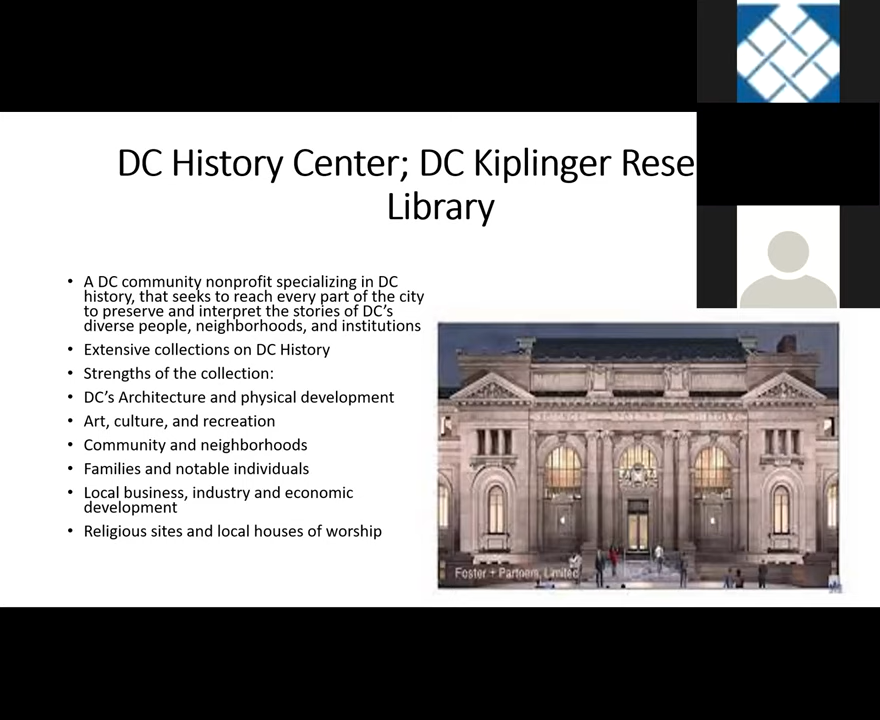 DC History Center; DC Kiplinger Rese
Library
• A DC community nonprofit specializing in DC
history, that seeks to reach every part of the city
to preserve and interpret the stories of DC’s
diverse people, neighborhoods, and institutions
• Extensive collections on DC History
• Strengths of the collection:
• DC’s Architecture and physical development
• Art, culture, and recreation
• Community and neighborhoods
• Families and notable individuals
• Local business, industry and economic
development
• Religious sites and local houses of worship
Foster + Partners, Limited